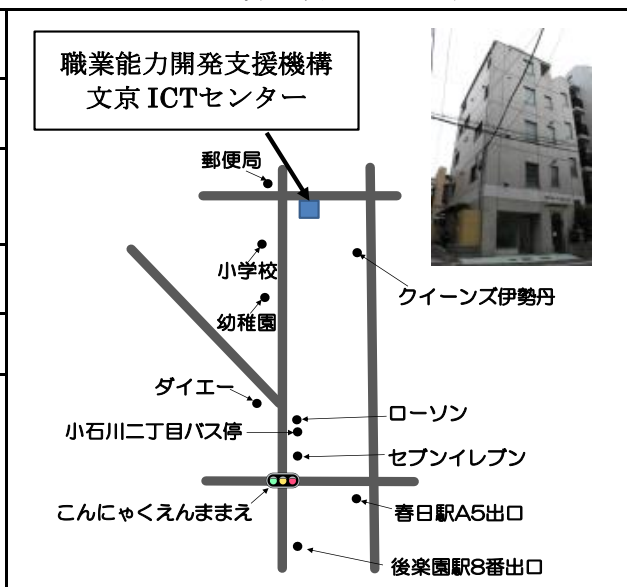 職業能力開発支援機構
文京 ICTセンター
郵便局
小学校
クイーンズ伊勢丹
幼稚園
ダイエー
ローソン
小石川二丁目バス停
セブンイレブン
こんにゃくえんままえ
春日駅A5出口
後楽園駅8番出口